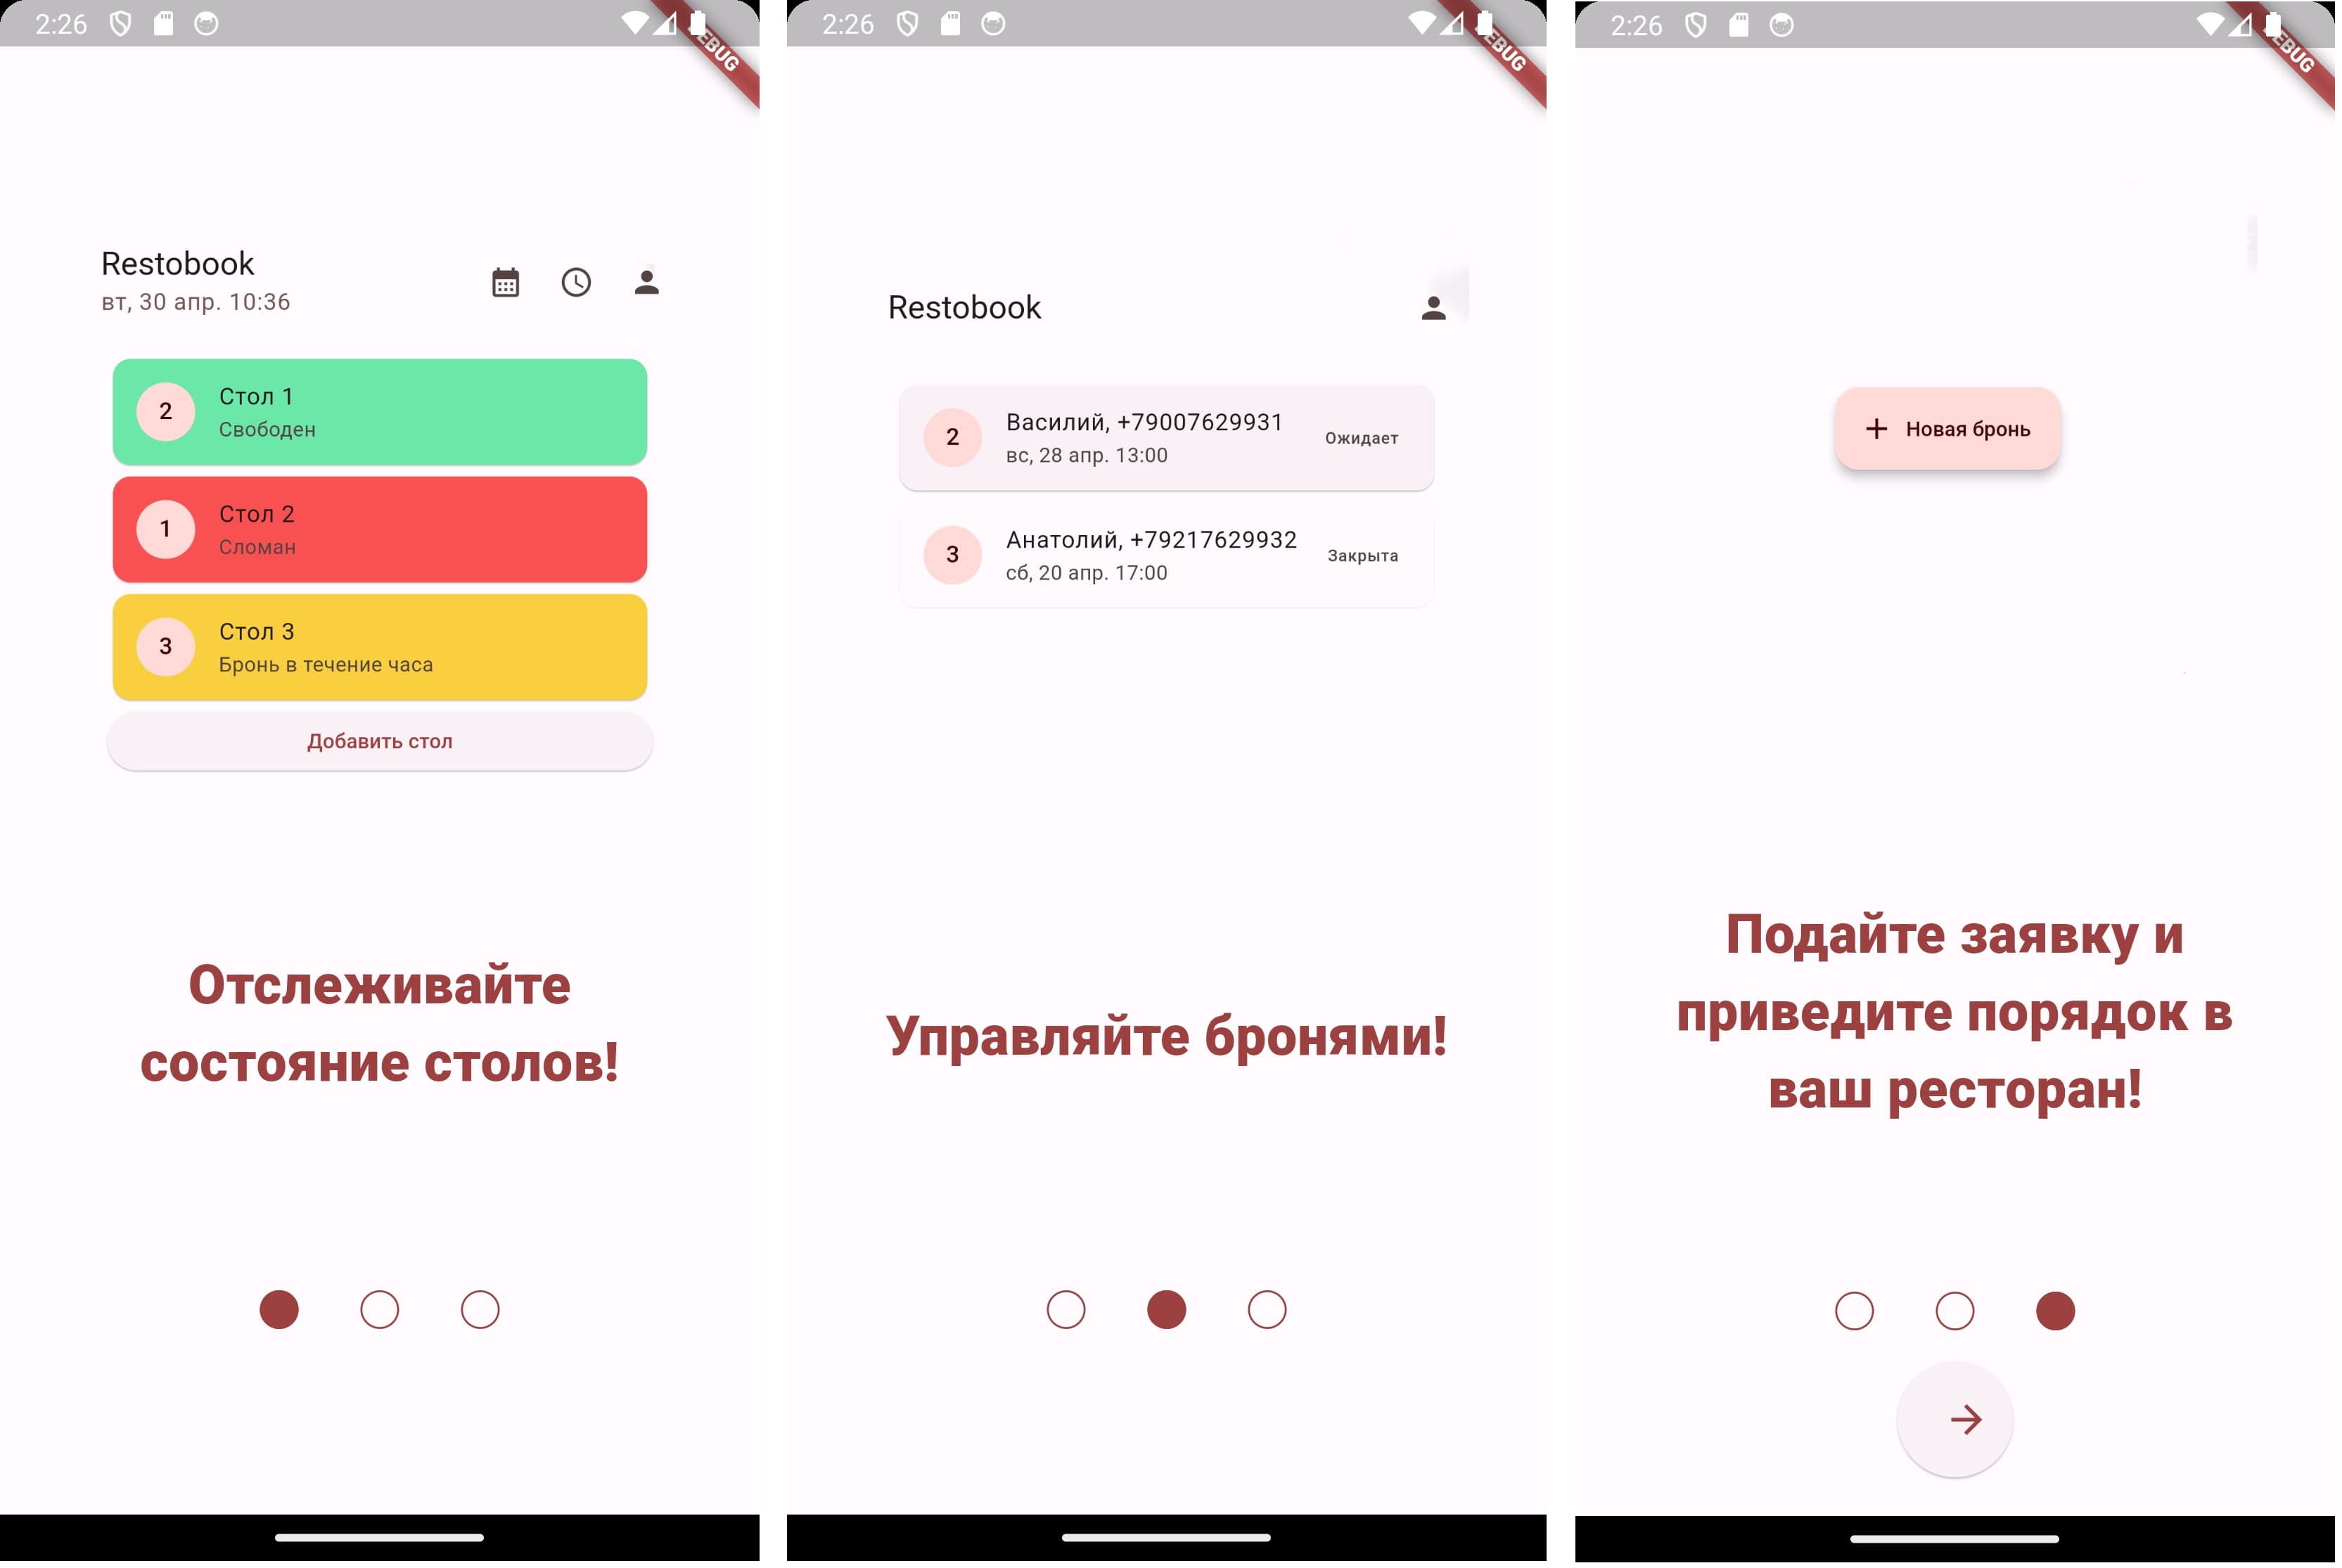 2:26
EBUG
Restobook
вт, 30 апр. 10:36
2
Стол 1
Свободен
1
Стол 2
Сломан
3
Стол 3
Бронь в течение часа
Добавить стол
Отслеживайте
состояние столов!
2:26
EBUG
Restobook
2
Василий, +79007629931
вс, 28 апр. 13:00
Ожидает
3
Анатолий, +79217629932
сб, 20 апр. 17:00
Закрыта
Управляйте бронями!
2:26
EBUG
+ Новая бронь
Подайте заявку и
приведите порядок в
ваш ресторан!